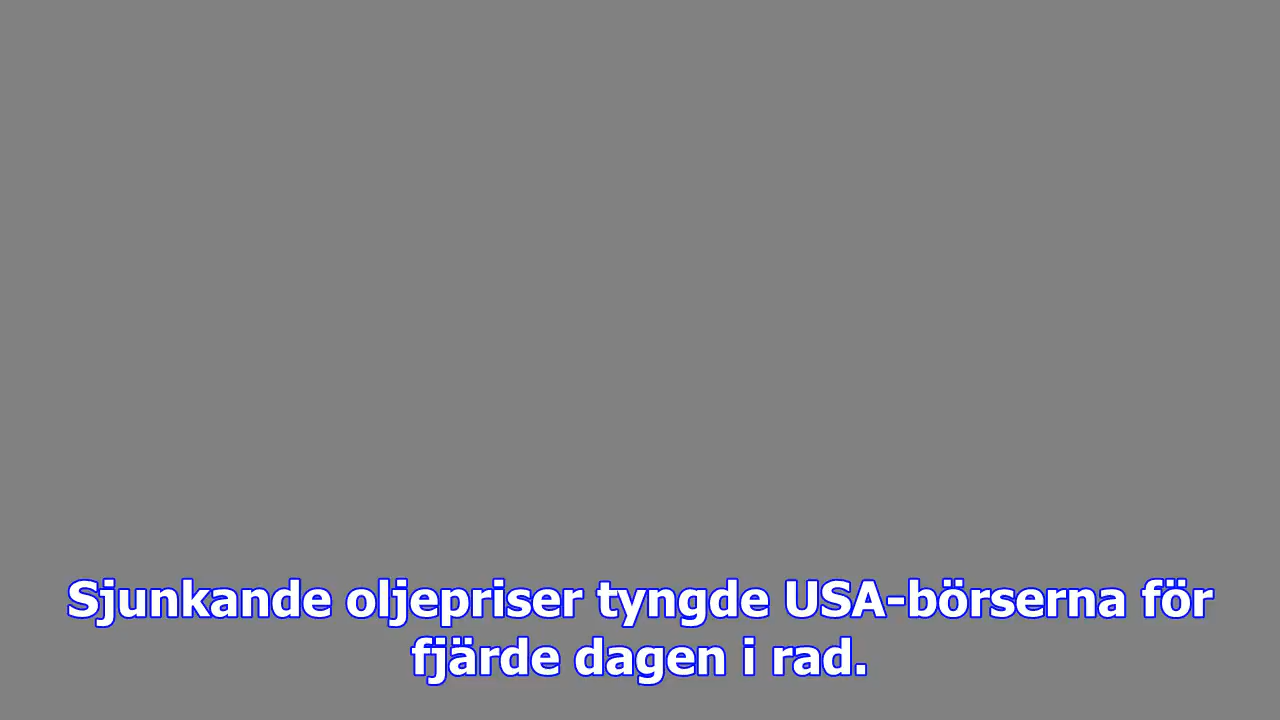 Sjunkande oljepriser tyngde USA-börserna för
fjärde dagen i rad.